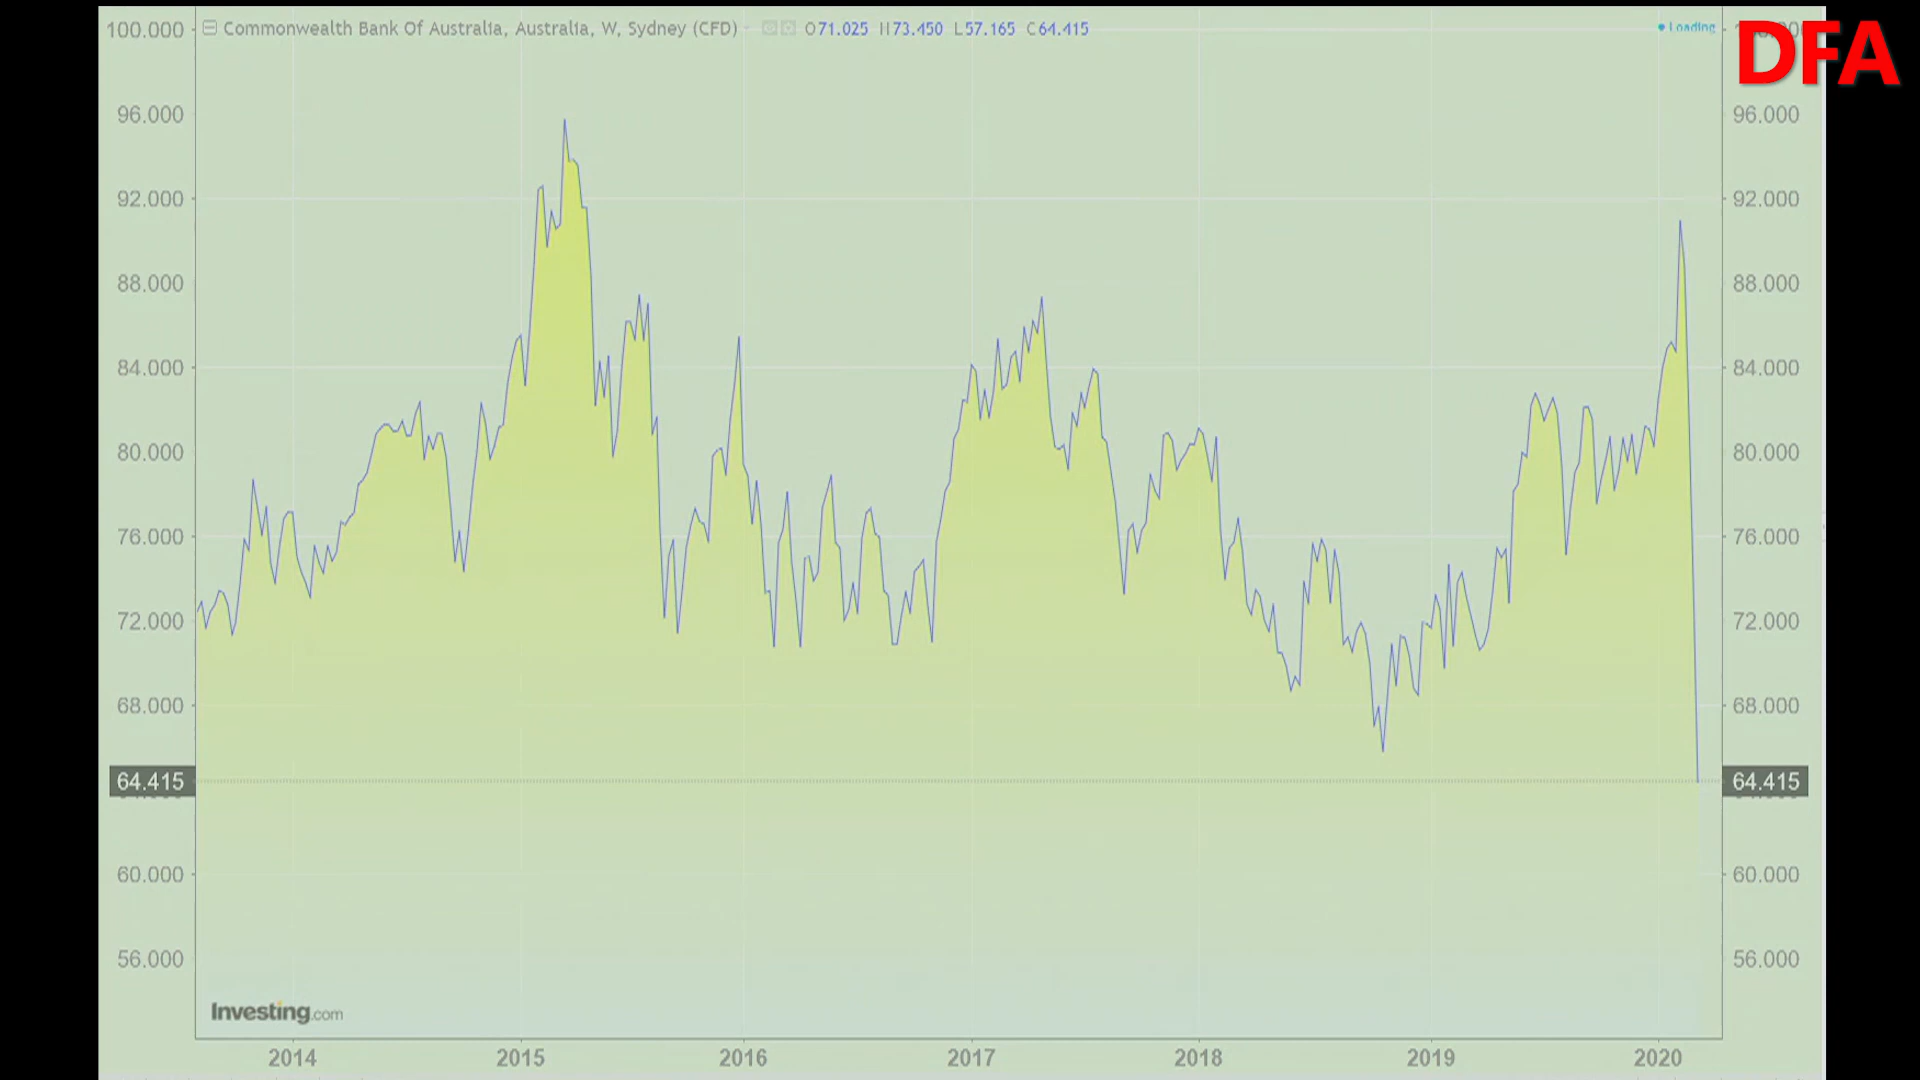 Commonwealth Bank Of Australia, Australia, W, Sydney (CFD) O71.025 H73.450 L57.165 C64.415
Loading
DFA
100.000
96.000 96.000
92.000 92.000
88.000 88.000
84.000 84.000
80.000 80.000
76.000 76.000
72.000 72.000
68.000 68.000
64.415 64.415
60.000 60.000
56.000 56.000
Investing.com
2014 2015 2016 2017 2018 2019 2020